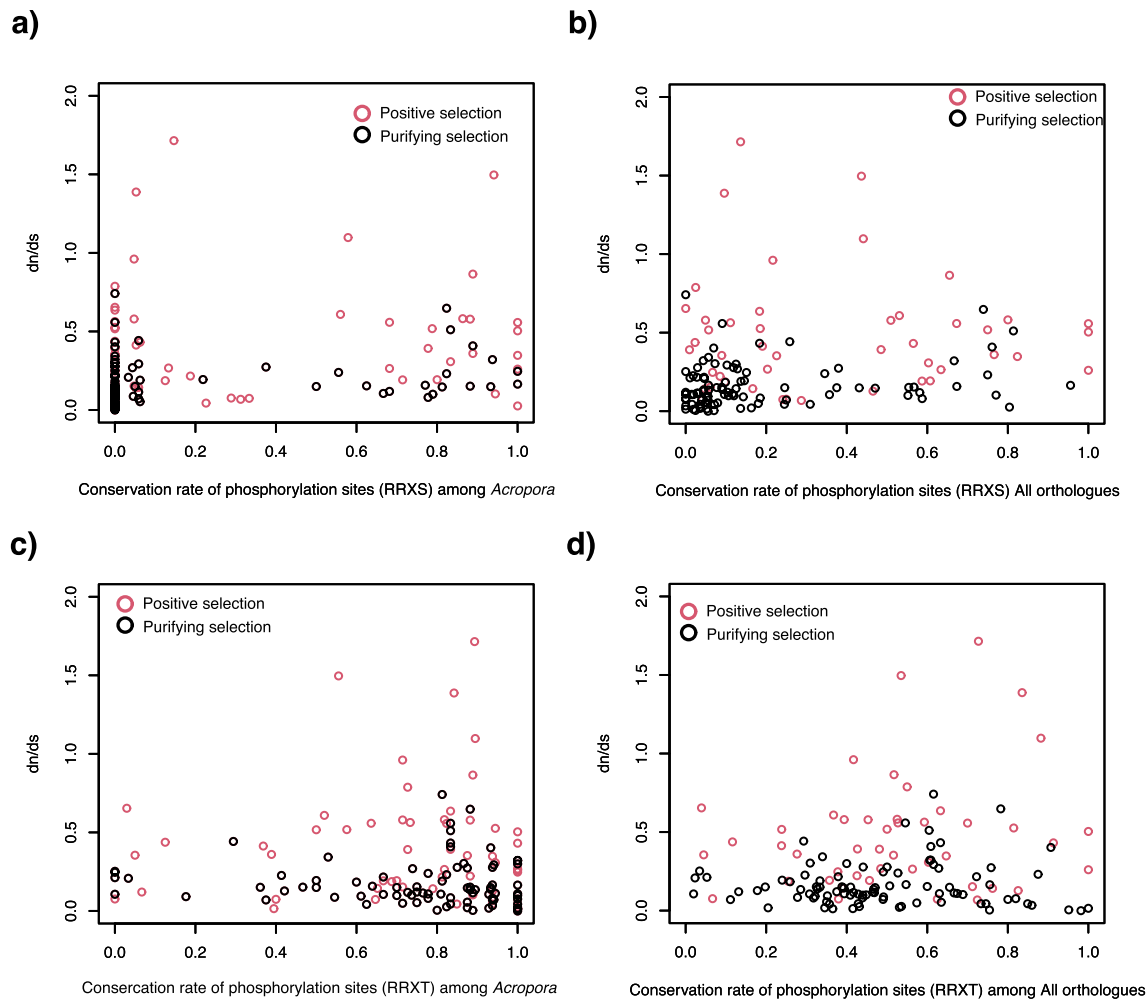 a)
b)
2.0
1.5
1.0
0.5
0.0
dn/ds
Positive selection
Purifying selection
0.0 0.2 0.4 0.6 0.8 1.0
Conservation rate of phosphorylation sites (RRXS) among Acropora
2.0
1.5
1.0
0.5
0.0
dn/ds
Positive selection
Purifying selection
0.0 0.2 0.4 0.6 0.8 1.0
Conservation rate of phosphorylation sites (RRXS) All orthologues
c)
d)
2.0
1.5
1.0
0.5
0.0
dn/ds
Positive selection
Purifying selection
0.0 0.2 0.4 0.6 0.8 1.0
Consercation rate of phosphorylation sites (RRXT) among Acropora
2.0
1.5
1.0
0.5
0.0
dn/ds
Positive selection
Purifying selection
0.0 0.2 0.4 0.6 0.8 1.0
Conservation rate of phosphorylation sites (RRXT) among All orthologues